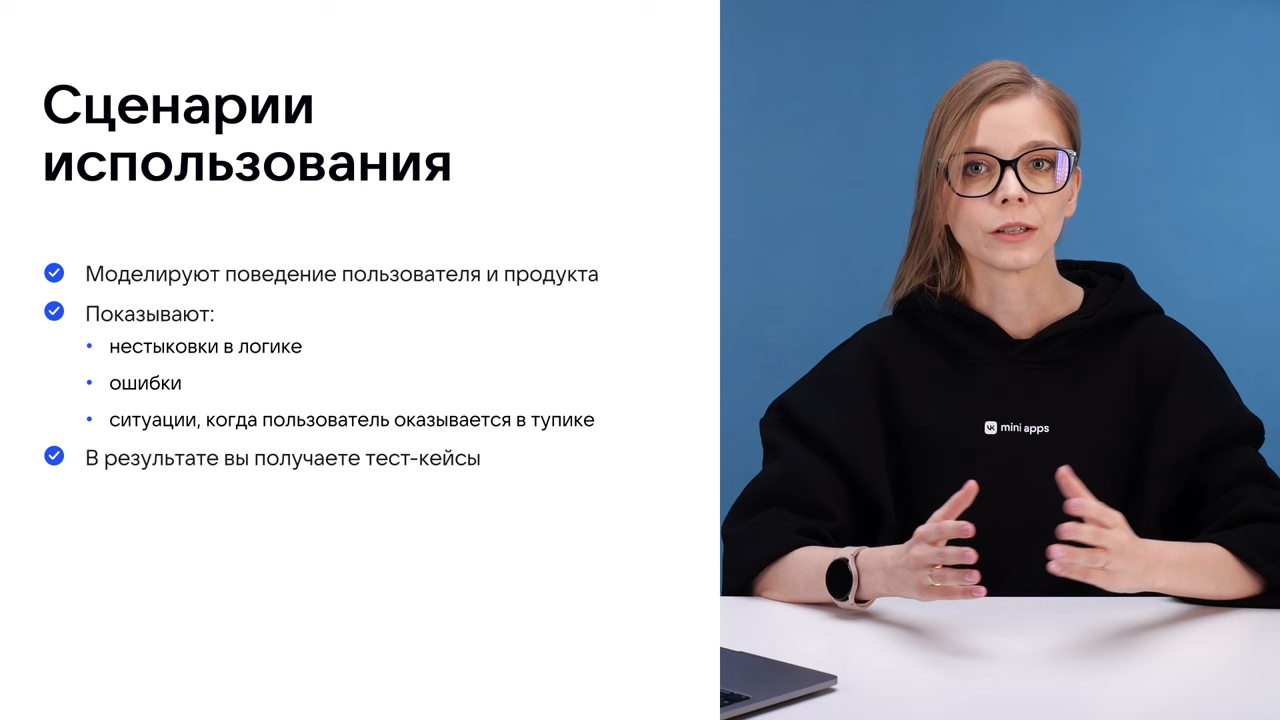 Сценарии
использования
Моделируют поведение пользователя и продукта
Показывают:
нестыковки в логике
ошибки
ситуации, когда пользователь оказывается в тупике
В результате вы получаете тест-кейсы
mini apps